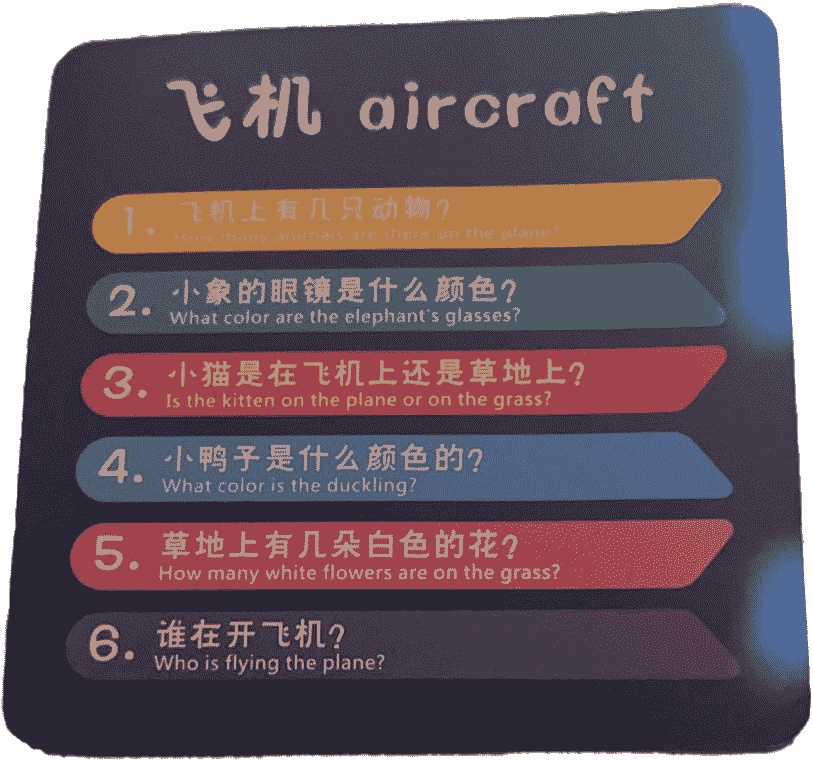 飞机 aircraft
1. 飞机上有几只动物?
How many animals are there on the plane?
2. 小象的眼镜是什么颜色?
What color are the elephant's glasses?
3. 小猫是在飞机上还是草地上?
Is the kitten on the plane or on the grass?
4. 小鸭子是什么颜色的?
What color is the duckling?
5. 草地上有几朵白色的花?
How many white flowers are on the grass?
6. 谁在开飞机?
Who is flying the plane?